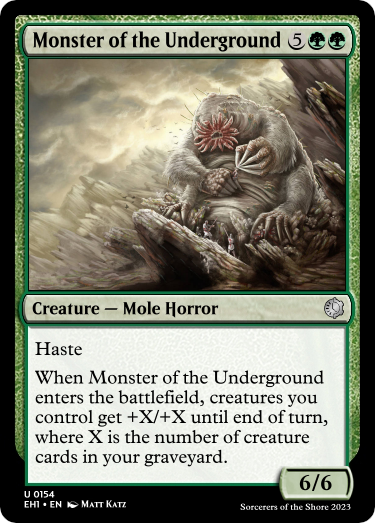 Monster of the Underground 5
Creature — Mole Horror
Haste
When Monster of the Underground
enters the battlefield, creatures you
control get +X/+X until end of turn,
where X is the number of creature
cards in your graveyard.
6/6
U 0154
EH1 • EN Matt Katz
Sorcerers of the Shore 2023